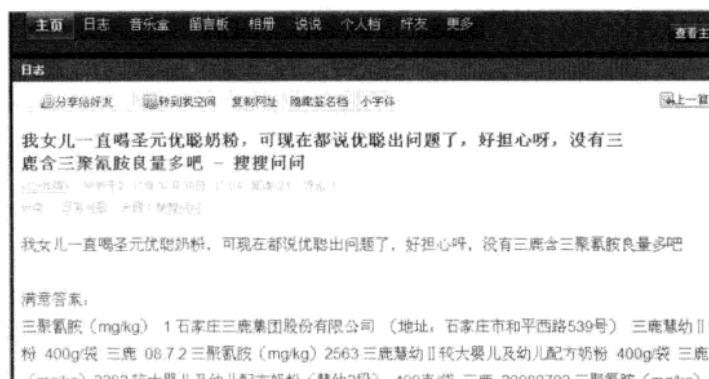 主页 日志 音乐盒 留言板 相册 说说 个人档 好友 更多
查看主
日志
分享给好友 转到我空间 复制网址 隐藏签名档 小字体
上一篇
我女儿一直喝圣元优聪奶粉，可现在都说优聪出问题了，好担心呀，没有三
鹿含三聚氰胺良量多吧 - 搜搜问问
我女儿一直喝圣元优聪奶粉，可现在都说优聪出问题了，好担心呀，没有三鹿含三聚氰胺良量多吧
满意答案：
三聚氰胺（mg/kg） 1 石家庄三鹿集团股份有限公司 （地址：石家庄市和平西路539号） 三鹿慧幼Ⅱ
粉 400g/袋 三鹿 08.7.2 三聚氰胺（mg/kg）2563 三鹿慧幼Ⅱ较大婴儿及幼儿配方奶粉 400g/袋 三鹿